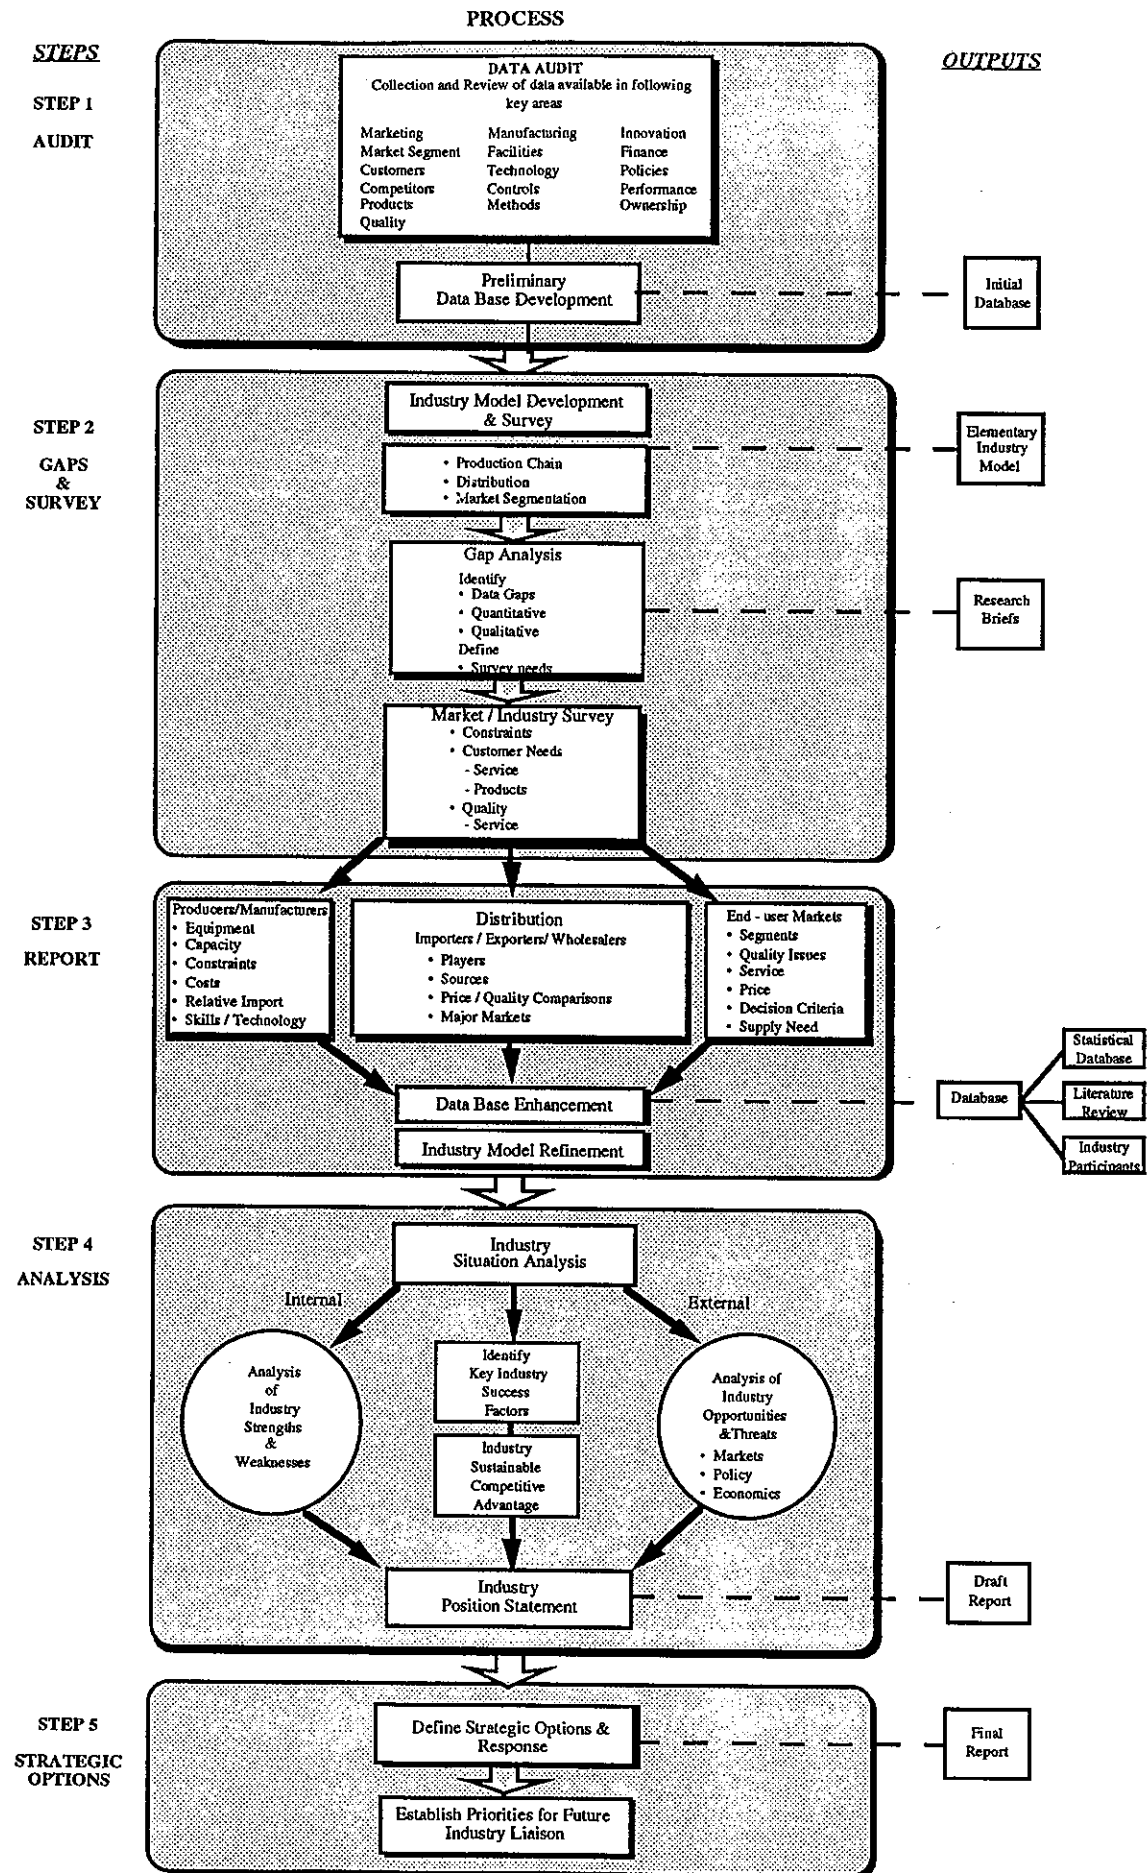 PROCESS
STEPS
OUTPUTS
STEP 1
AUDIT
DATA AUDIT
Collection and Review of data available in following
key areas
Marketing
Market Segment
Customers
Competitors
Products
Quality
Manufacturing
Facilities
Technology
Controls
Methods
Innovation
Finance
Policies
Performance
Ownership
Preliminary
Data Base Development
Initial
Database
STEP 2
GAPS
&
SURVEY
Industry Model Development
& Survey
• Production Chain
• Distribution
• Market Segmentation
Elementary
Industry
Model
Gap Analysis
Identify
• Data Gaps
• Quantitative
• Qualitative
Define
• Survey needs
Research
Briefs
Market / Industry Survey
• Constraints
• Customer Needs
- Service
- Products
• Quality
- Service
STEP 3
REPORT
Producers/Manufacturers
• Equipment
• Capacity
• Constraints
• Costs
• Relative Import
• Skills / Technology
Distribution
Importers / Exporters/ Wholesalers
• Players
• Sources
• Price / Quality Comparisons
• Major Markets
End - user Markets
• Segments
• Quality Issues
• Service
• Price
• Decision Criteria
• Supply Need
Data Base Enhancement
Industry Model Refinement
Database
Statistical
Database
Literature
Review
Industry
Participants
STEP 4
ANALYSIS
Industry
Situation Analysis
Internal
External
Analysis
of
Industry
Strengths
&
Weaknesses
Identify
Key Industry
Success
Factors
Industry
Sustainable
Competitive
Advantage
Analysis of
Industry
Opportunities
&Threats
• Markets
• Policy
• Economics
Industry
Position Statement
Draft
Report
STEP 5
STRATEGIC
OPTIONS
Define Strategic Options &
Response
Final
Report
Establish Priorities for Future
Industry Liaison